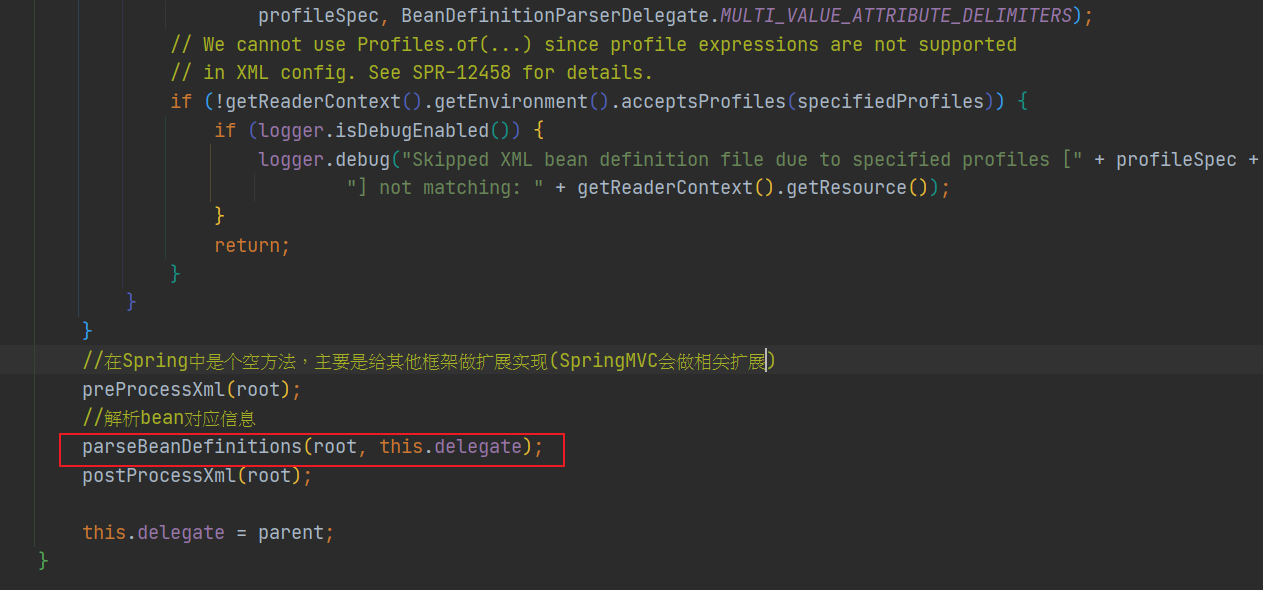 profileSpec, BeanDefinitionParserDelegate.MULTI_VALUE_ATTRIBUTE_DELIMITERS);
// We cannot use Profiles.of(...) since profile expressions are not supported
// in XML config. See SPR-12458 for details.
if (!getReaderContext().getEnvironment().acceptsProfiles(specifiedProfiles)) {
if (logger.isDebugEnabled()) {
logger.debug("Skipped XML bean definition file due to specified profiles [" + profileSpec +
"] not matching: " + getReaderContext().getResource());
}
return;
}
}
}
//在Spring中是个空方法，主要是给其他框架做扩展实现(SpringMVC会做相关扩展)
preProcessXml(root);
//解析bean对应信息
parseBeanDefinitions(root, this.delegate);
postProcessXml(root);
this.delegate = parent;
}